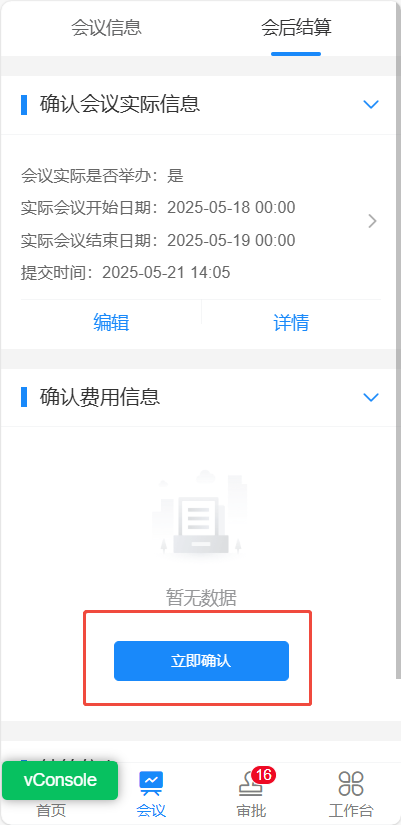 会议信息
会后结算
确认会议实际信息
会议实际是否举办：是
实际会议开始日期：2025-05-18 00:00
实际会议结束日期：2025-05-19 00:00
提交时间：2025-05-21 14:05
编辑
详情
确认费用信息
暂无数据
立即确认
vConsole
16
首页
会议
审批
工作台